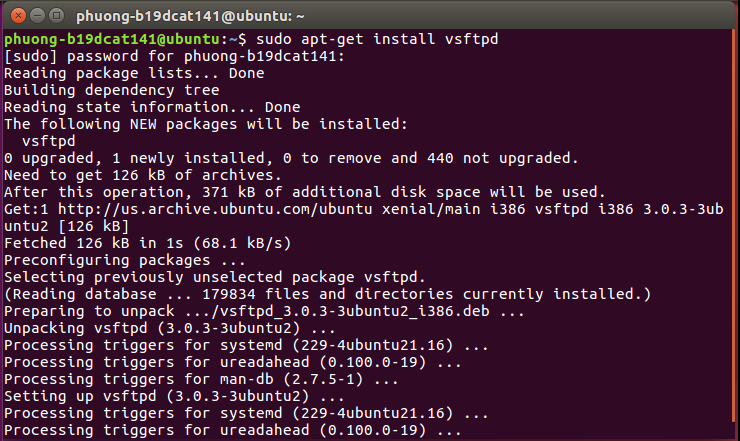 phuong-b19dcat141@ubuntu: ~
phuong-b19dcat141@ubuntu:~$ sudo apt-get install vsftpd
[sudo] password for phuong-b19dcat141:
Reading package lists... Done
Building dependency tree
Reading state information... Done
The following NEW packages will be installed:
  vsftpd
0 upgraded, 1 newly installed, 0 to remove and 440 not upgraded.
Need to get 126 kB of archives.
After this operation, 371 kB of additional disk space will be used.
Get:1 http://us.archive.ubuntu.com/ubuntu xenial/main i386 vsftpd i386 3.0.3-3ub
untu2 [126 kB]
Fetched 126 kB in 1s (68.1 kB/s)
Preconfiguring packages ...
Selecting previously unselected package vsftpd.
(Reading database ... 179834 files and directories currently installed.)
Preparing to unpack .../vsftpd_3.0.3-3ubuntu2_i386.deb ...
Unpacking vsftpd (3.0.3-3ubuntu2) ...
Processing triggers for systemd (229-4ubuntu21.16) ...
Processing triggers for ureadahead (0.100.0-19) ...
Processing triggers for man-db (2.7.5-1) ...
Setting up vsftpd (3.0.3-3ubuntu2) ...
Processing triggers for systemd (229-4ubuntu21.16) ...
Processing triggers for ureadahead (0.100.0-19) ...